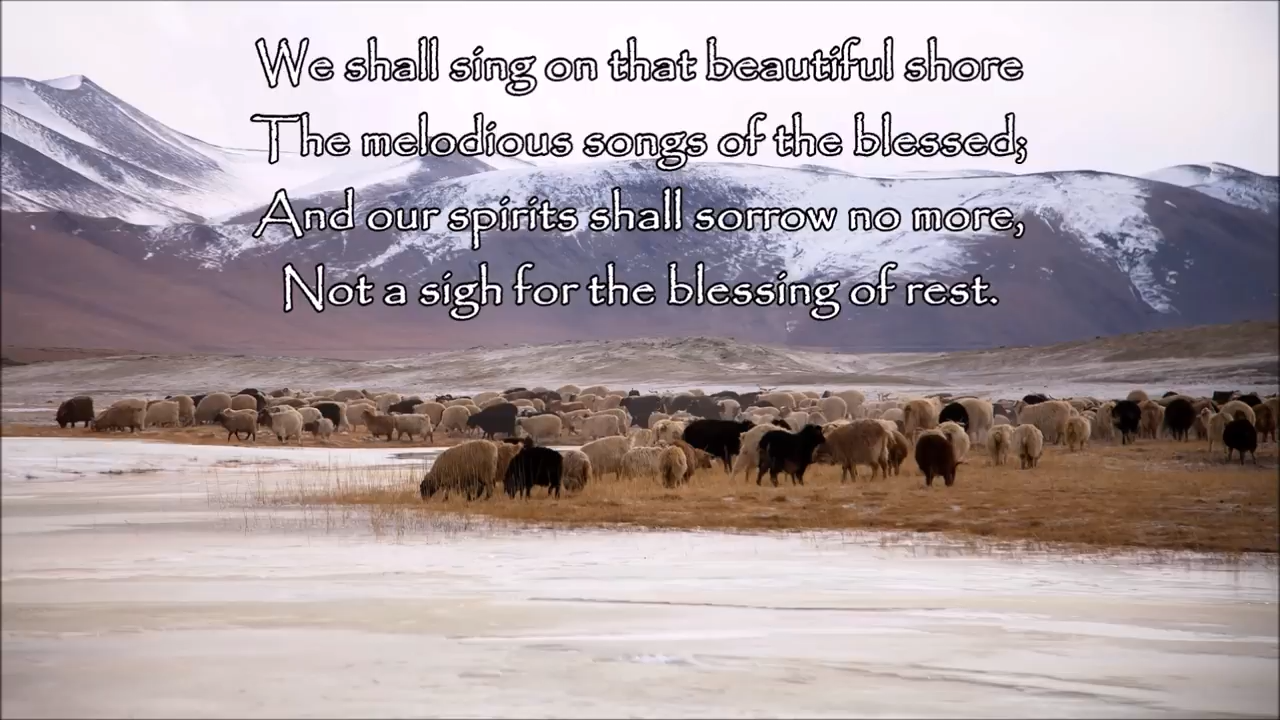 We shall sing on that beautiful shore
The melodious songs of the blessed;
And our spirits shall sorrow no more,
Not a sigh for the blessing of rest.